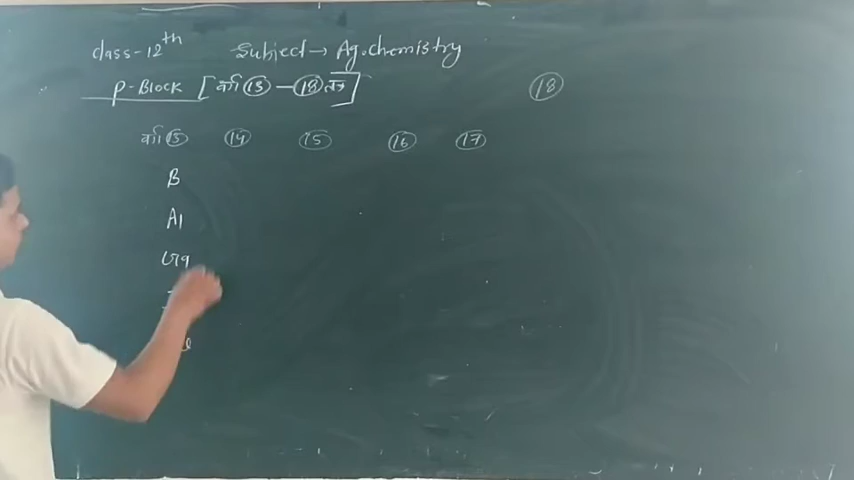 class-12th Subject → Ag.chemistry
P-Block [वर्ग 13 - 18 तक] 18
वर्ग 13 14 15 16 17
B
Al
Ga